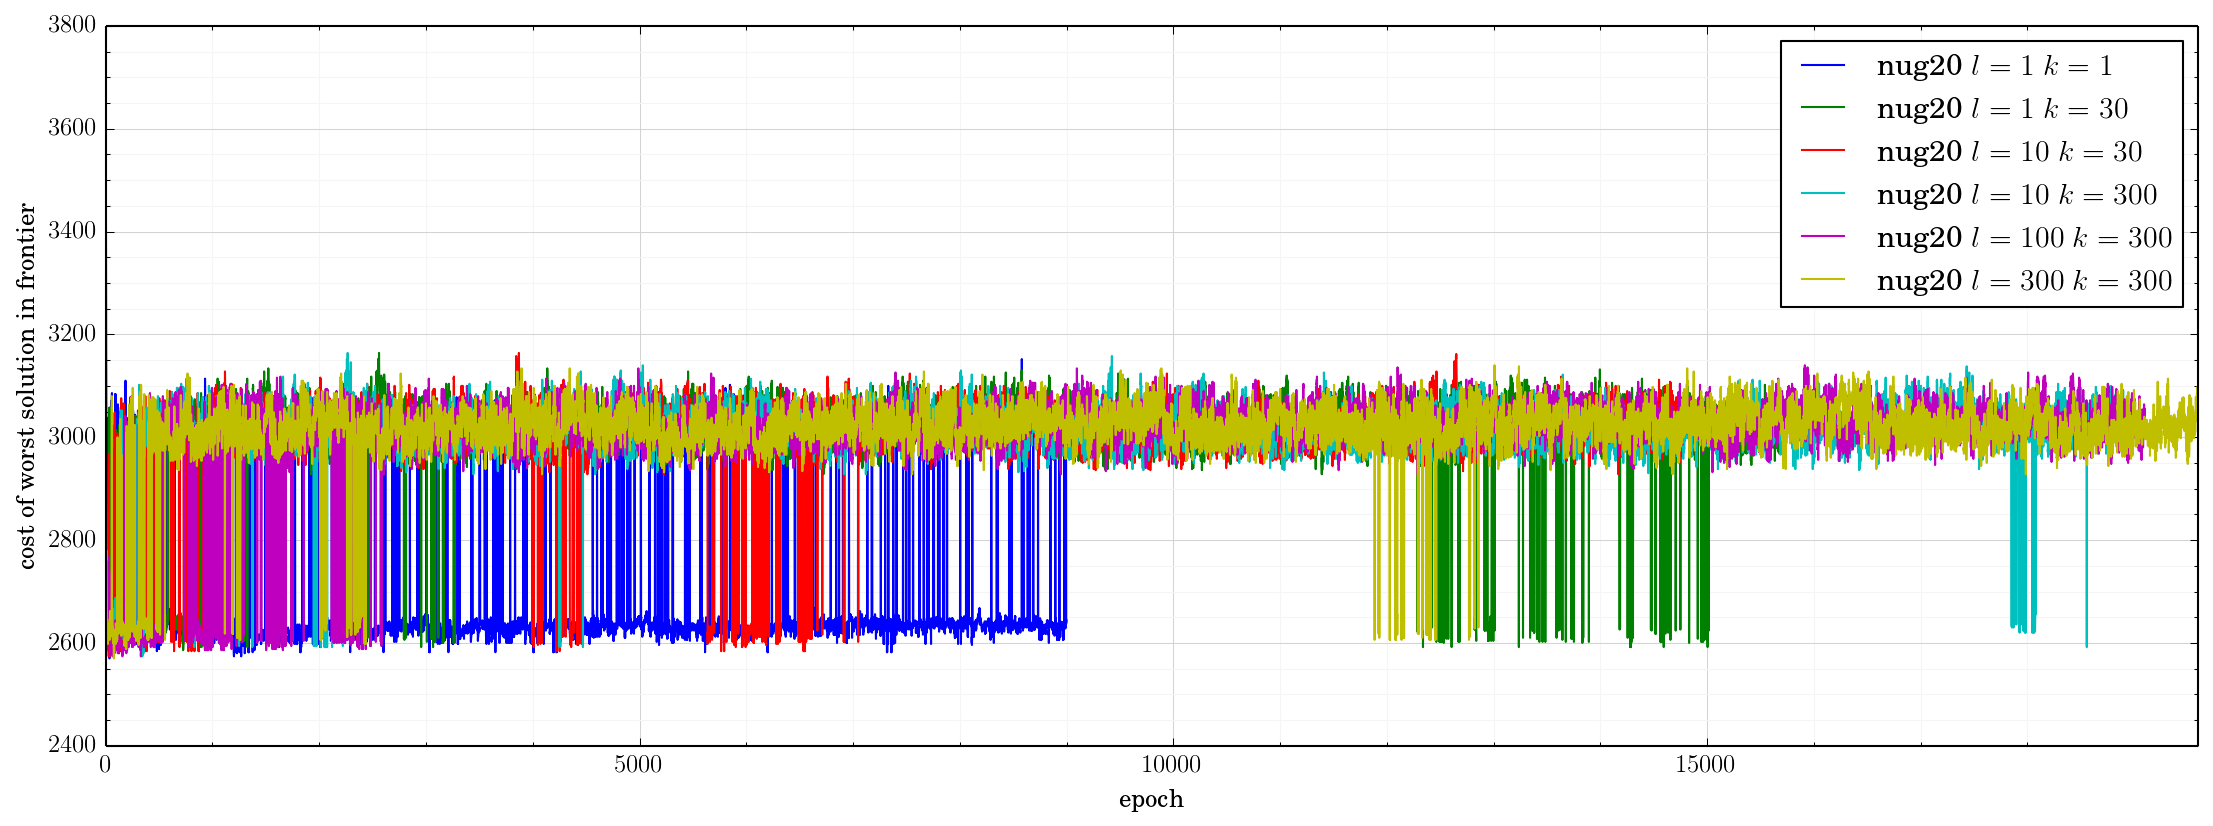 3800
3600
3400
3200
3000
2800
2600
2400
cost of worst solution in frontier
0 5000 10000 15000
epoch
nug20 l = 1 k = 1
nug20 l = 1 k = 30
nug20 l = 10 k = 30
nug20 l = 10 k = 300
nug20 l = 100 k = 300
nug20 l = 300 k = 300